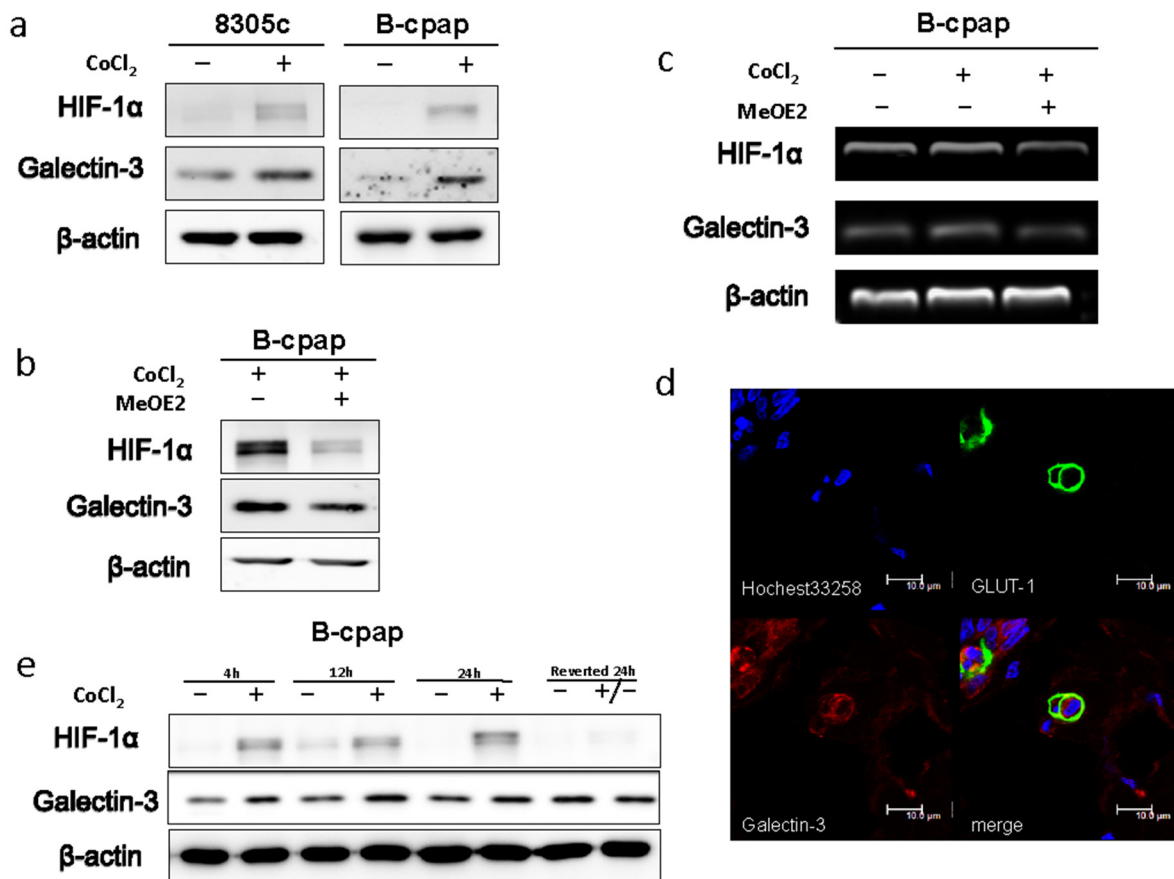 a
8305c B-cpap
CoCl₂ – + – +
HIF-1α
Galectin-3
β-actin
b
B-cpap
CoCl₂ + +
MeOE2 – +
HIF-1α
Galectin-3
β-actin
c
B-cpap
CoCl₂ – + +
MeOE2 – – +
HIF-1α
Galectin-3
β-actin
d
Hochest33258 10.0 µm
GLUT-1 10.0 µm
Galectin-3 10.0 µm
merge 10.0 µm
e
B-cpap
4h 12h 24h Reverted 24h
CoCl₂ – + – + – + – +/–
HIF-1α
Galectin-3
β-actin